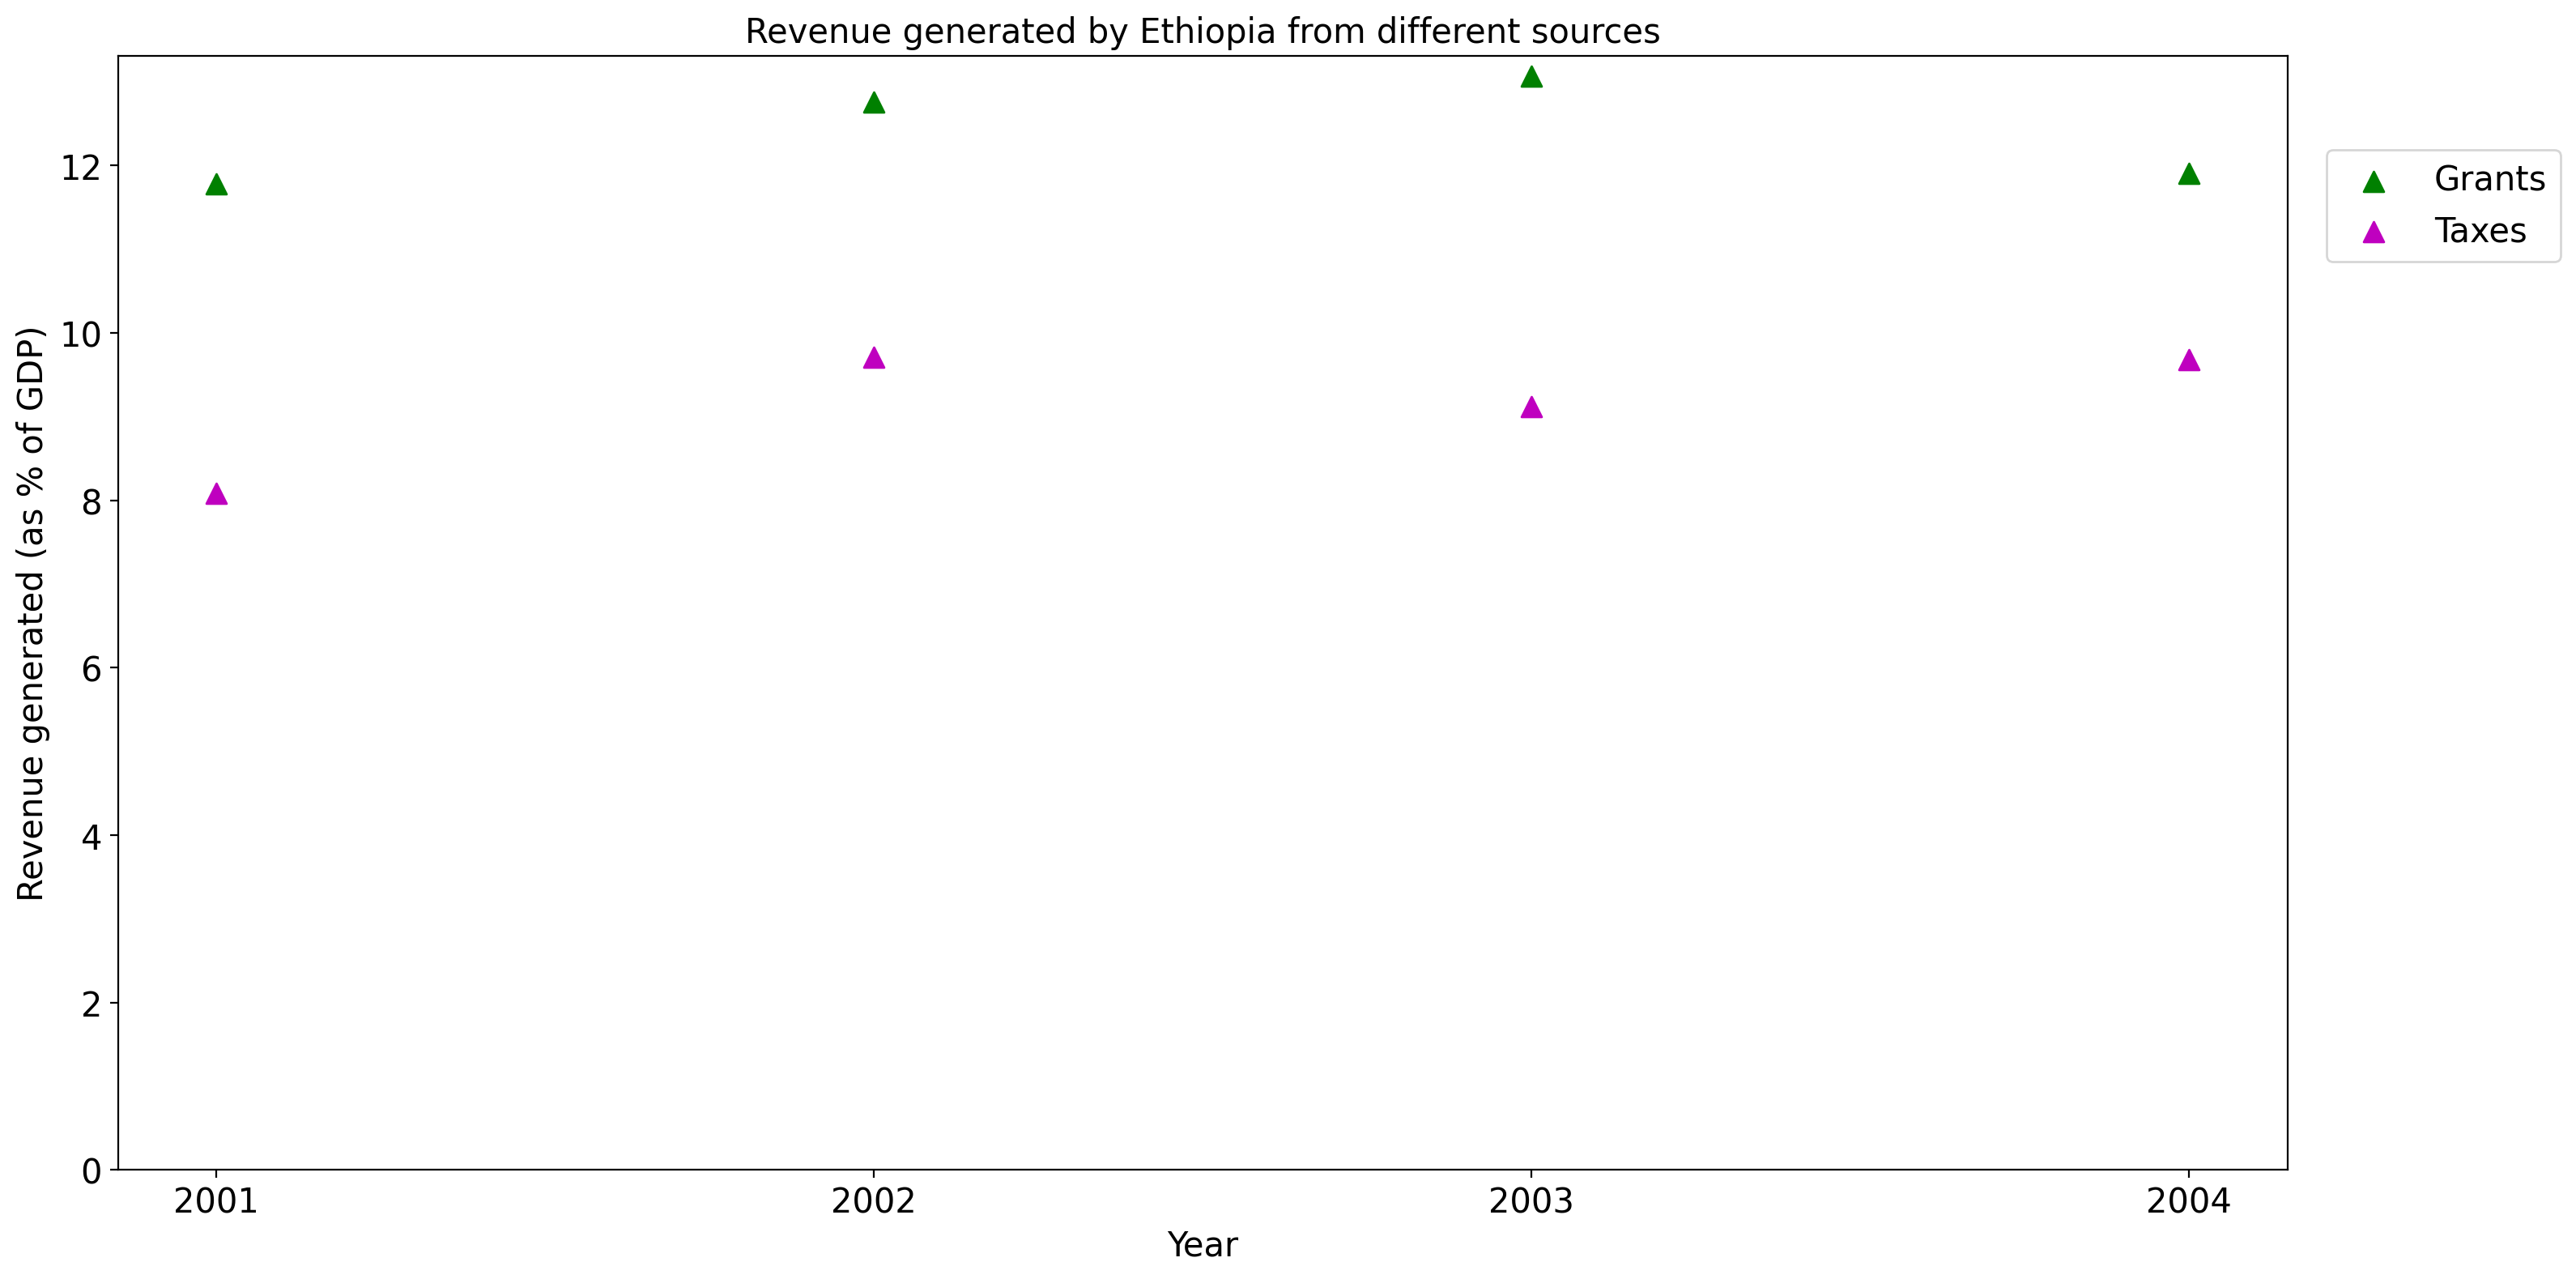 Revenue generated by Ethiopia from different sources
Revenue generated (as % of GDP)
12
10
8
6
4
2
0
2001 2002 2003 2004
Year
Grants
Taxes